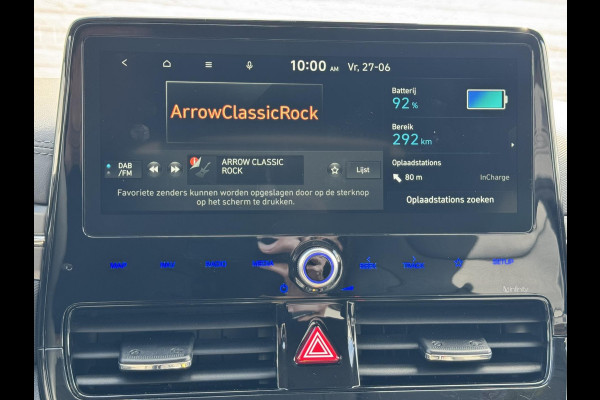 10:00 AM Vr, 27-06
ArrowClassicRock
Batterij
92 %
Bereik
292 km
DAB
/FM
ARROW CLASSIC
ROCK
Lijst
Oplaadstations
80 m InCharge
Favoriete zenders kunnen worden opgeslagen door op de sterknop
op het scherm te drukken.
Oplaadstations zoeken
MAP
SETUP